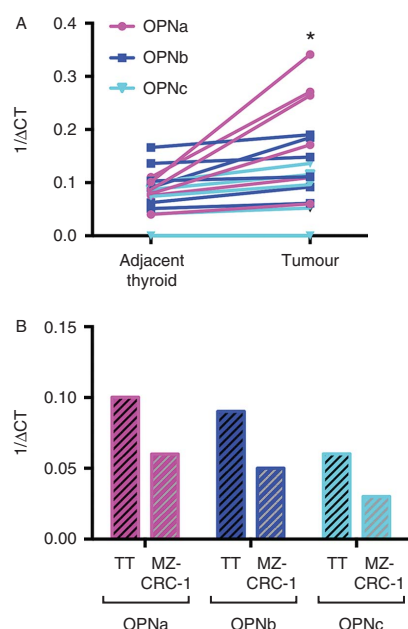 A
0.4
0.3
0.2
0.1
0.0
1/ΔCT
OPNa
OPNb
OPNc
*
Adjacent
thyroid
Tumour
B
0.15
0.10
0.05
0.00
1/ΔCT
TT MZ-CRC-1 TT MZ-CRC-1 TT MZ-CRC-1
OPNa OPNb OPNc